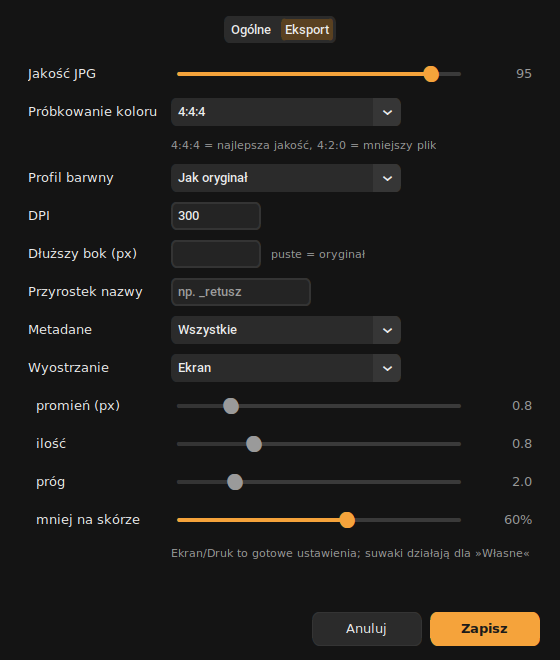 Ogólne Eksport
Jakość JPG 95
Próbkowanie koloru 4:4:4
4:4:4 = najlepsza jakość, 4:2:0 = mniejszy plik
Profil barwny Jak oryginał
DPI 300
Dłuższy bok (px) puste = oryginał
Przyrostek nazwy np. _retusz
Metadane Wszystkie
Wyostrzanie Ekran
promień (px) 0.8
ilość 0.8
próg 2.0
mniej na skórze 60%
Ekran/Druk to gotowe ustawienia; suwaki działają dla »Własne«
Anuluj Zapisz